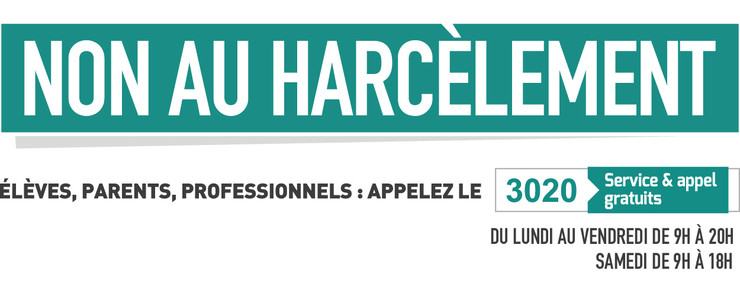 NON AU HARCÈLEMENT
ÉLÈVES, PARENTS, PROFESSIONNELS : APPELEZ LE 3020 Service & appel
gratuits
DU LUNDI AU VENDREDI DE 9H À 20H
SAMEDI DE 9H À 18H